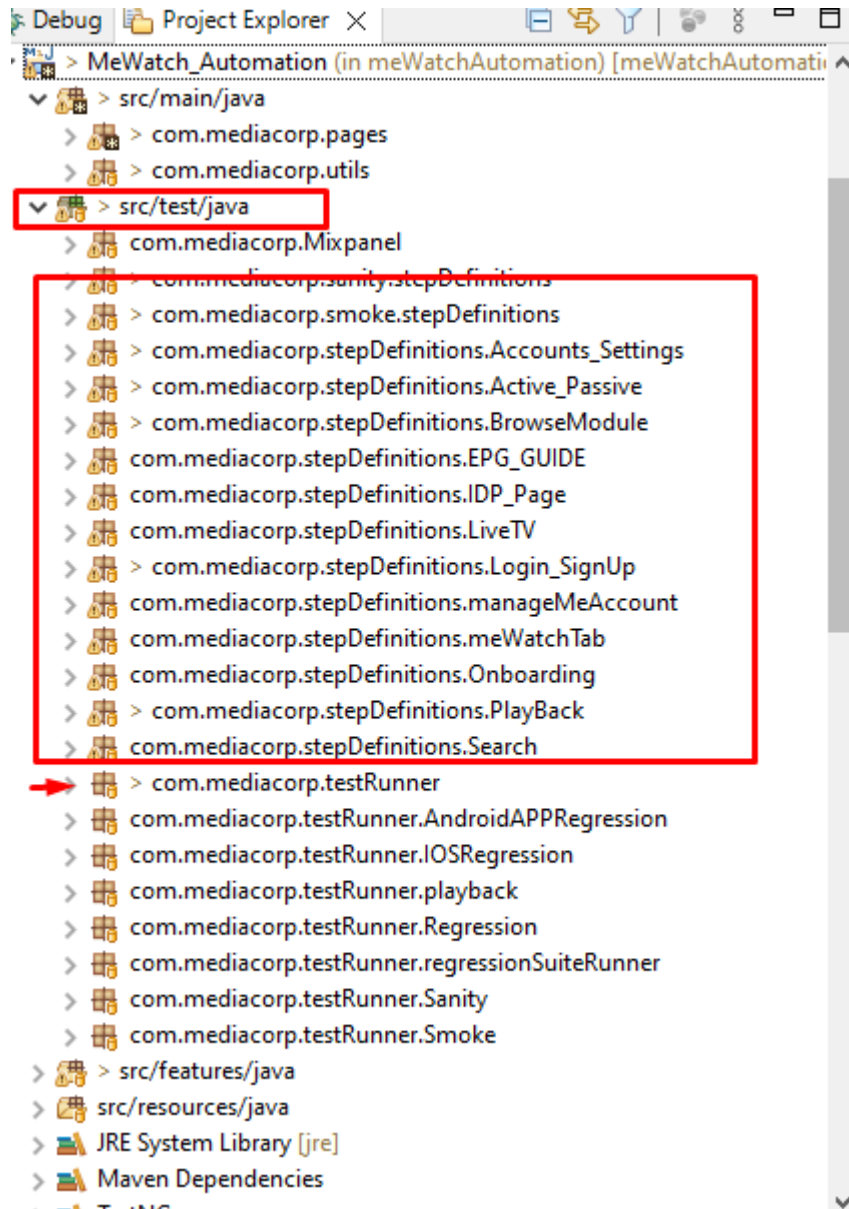 Debug Project Explorer
> MeWatch_Automation (in meWatchAutomation) [meWatchAutomati
> src/main/java
> com.mediacorp.pages
> com.mediacorp.utils
> src/test/java
com.mediacorp.Mixpanel
> com.mediacorp.sanity.stepDefinitions
> com.mediacorp.smoke.stepDefinitions
> com.mediacorp.stepDefinitions.Accounts_Settings
> com.mediacorp.stepDefinitions.Active_Passive
> com.mediacorp.stepDefinitions.BrowseModule
com.mediacorp.stepDefinitions.EPG_GUIDE
com.mediacorp.stepDefinitions.IDP_Page
com.mediacorp.stepDefinitions.LiveTV
> com.mediacorp.stepDefinitions.Login_SignUp
com.mediacorp.stepDefinitions.manageMeAccount
com.mediacorp.stepDefinitions.meWatchTab
com.mediacorp.stepDefinitions.Onboarding
> com.mediacorp.stepDefinitions.PlayBack
com.mediacorp.stepDefinitions.Search
> com.mediacorp.testRunner
com.mediacorp.testRunner.AndroidAPPRegression
com.mediacorp.testRunner.IOSRegression
com.mediacorp.testRunner.playback
com.mediacorp.testRunner.Regression
com.mediacorp.testRunner.regressionSuiteRunner
com.mediacorp.testRunner.Sanity
com.mediacorp.testRunner.Smoke
> src/features/java
src/resources/java
JRE System Library [jre]
Maven Dependencies